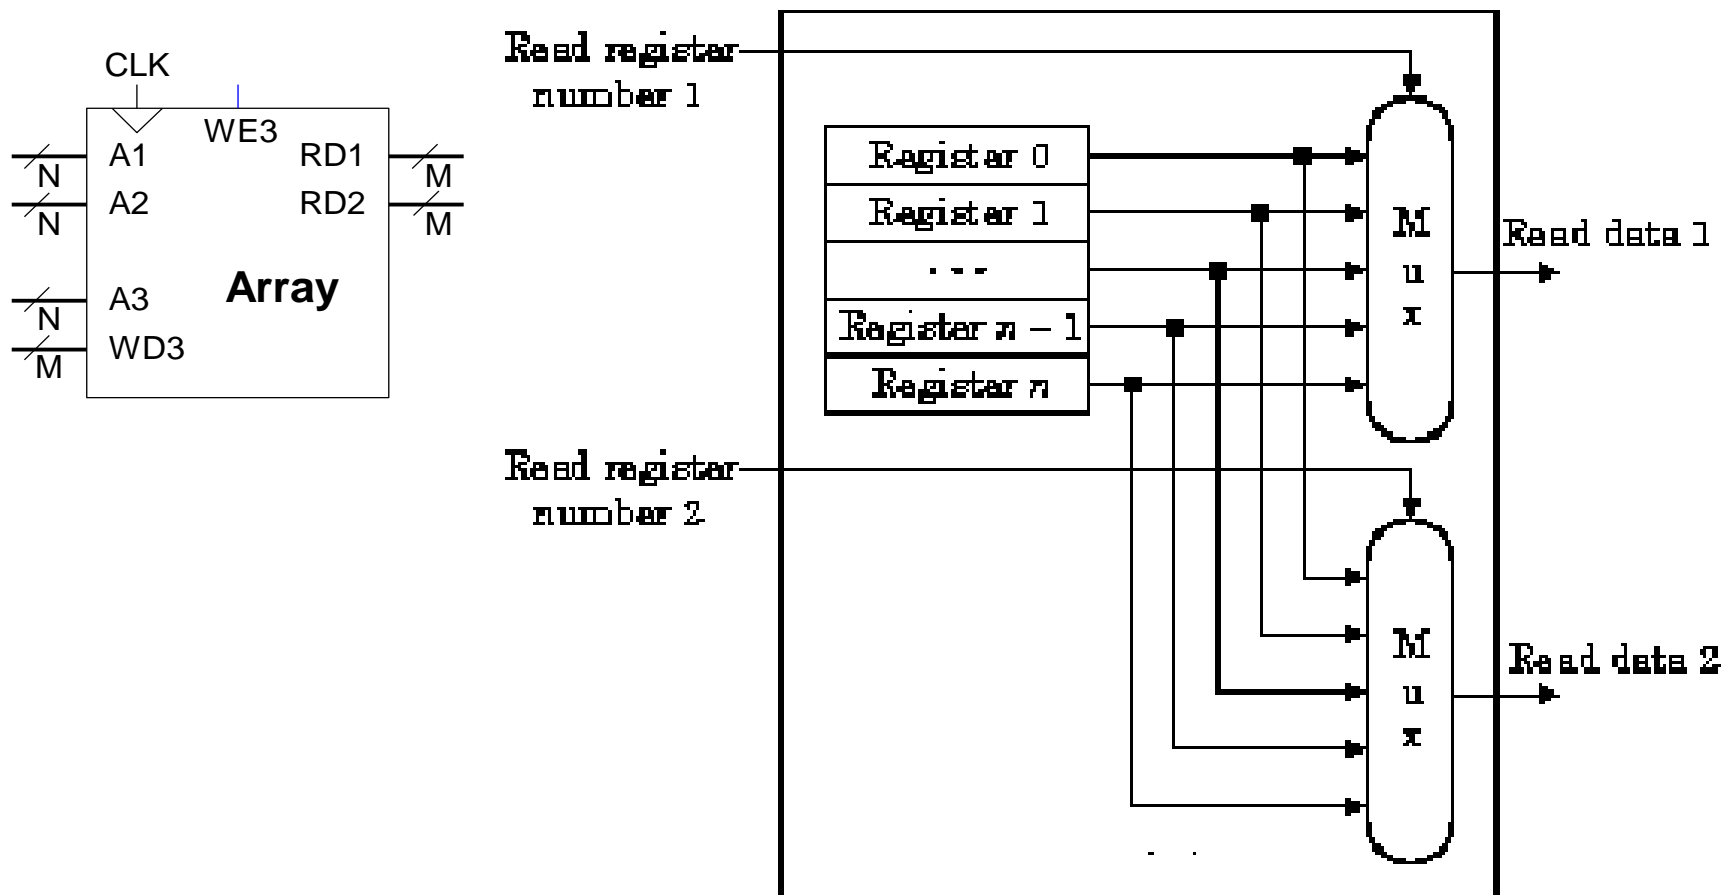 CLK
WE3
A1
RD1
N
M
A2
RD2
N
M
A3
Array
N
WD3
M
Read register
number 1
Register 0
Register 1
...
Register n − 1
Register n
M
u
x
Read data 1
Read register
number 2
M
u
x
Read data 2